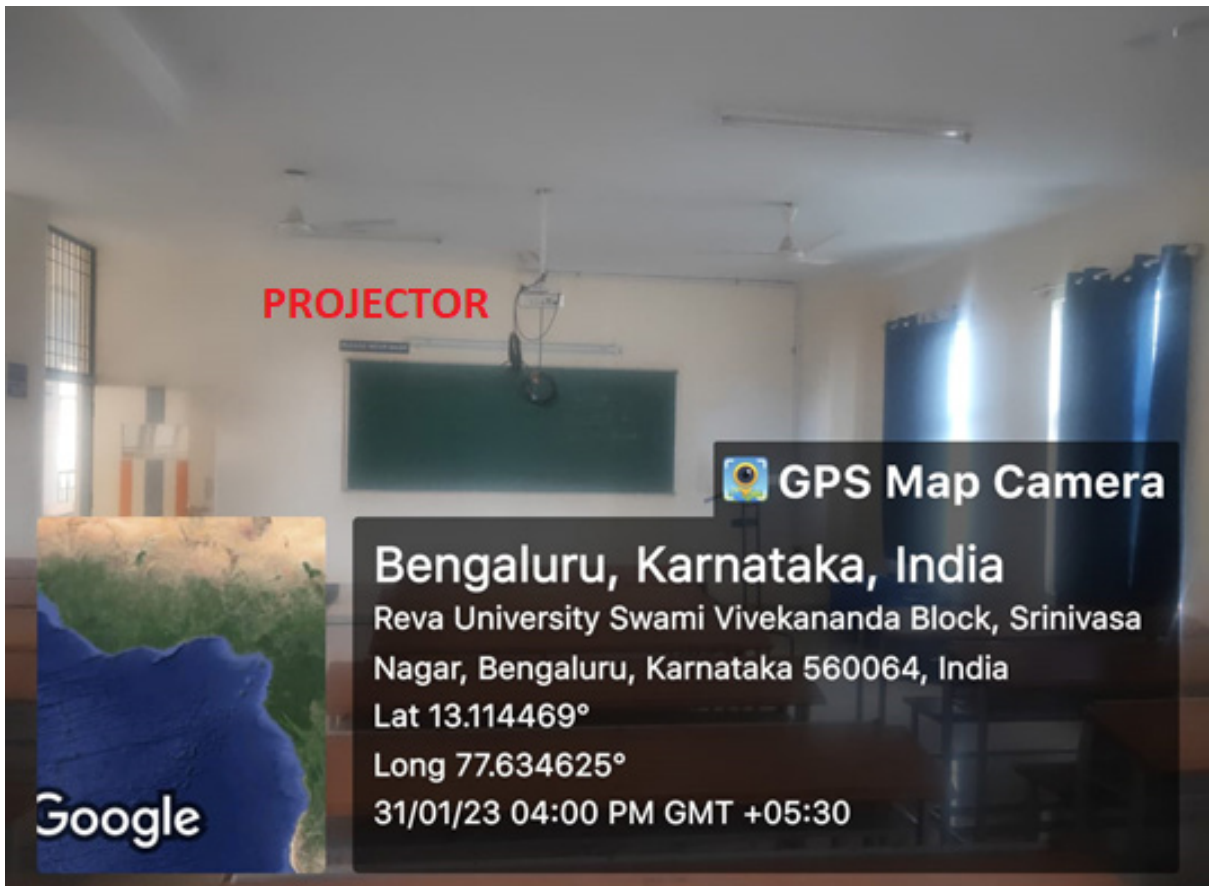 PROJECTOR
GPS Map Camera
Bengaluru, Karnataka, India
Reva University Swami Vivekananda Block, Srinivasa
Nagar, Bengaluru, Karnataka 560064, India
Lat 13.114469°
Long 77.634625°
31/01/23 04:00 PM GMT +05:30
Google